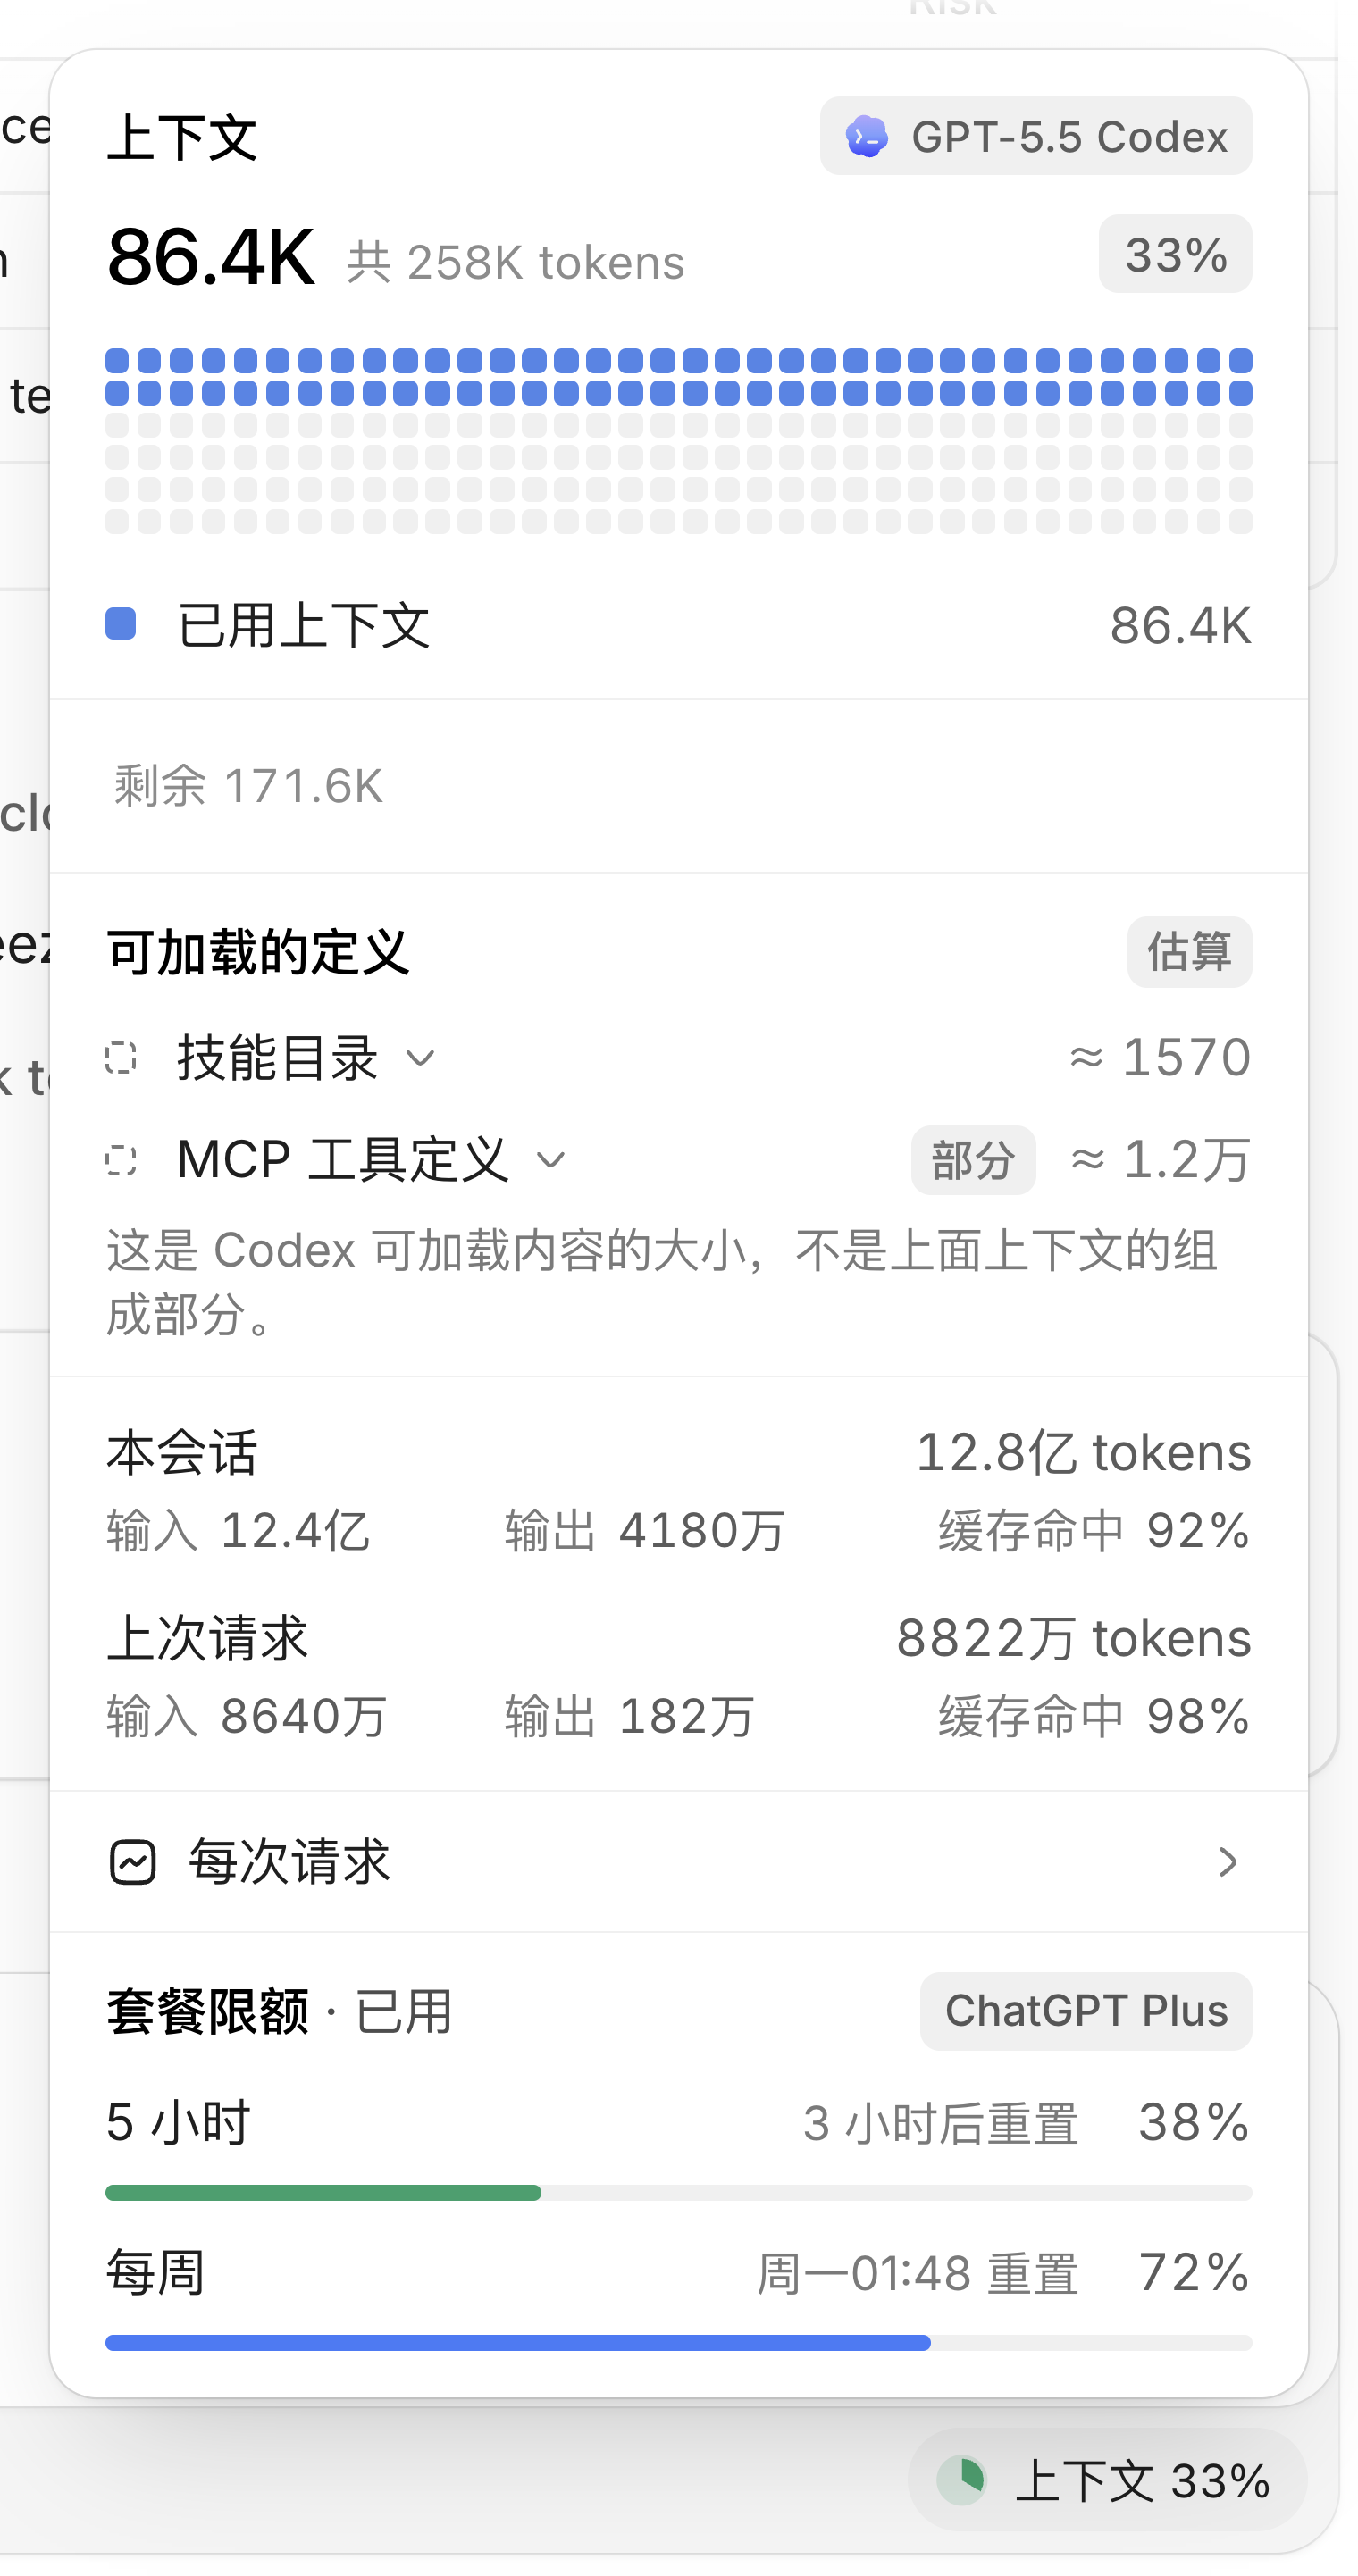 Risk
上下文
GPT-5.5 Codex
86.4K 共 258K tokens
33%
已用上下文 86.4K
剩余 171.6K
可加载的定义 估算
技能目录 ≈ 1570
MCP 工具定义 部分 ≈ 1.2万
这是 Codex 可加载内容的大小，不是上面上下文的组
成部分。
本会话 12.8亿 tokens
输入 12.4亿 输出 4180万 缓存命中 92%
上次请求 8822万 tokens
输入 8640万 输出 182万 缓存命中 98%
每次请求
套餐限额 · 已用 ChatGPT Plus
5 小时 3 小时后重置 38%
每周 周一01:48 重置 72%
上下文 33%